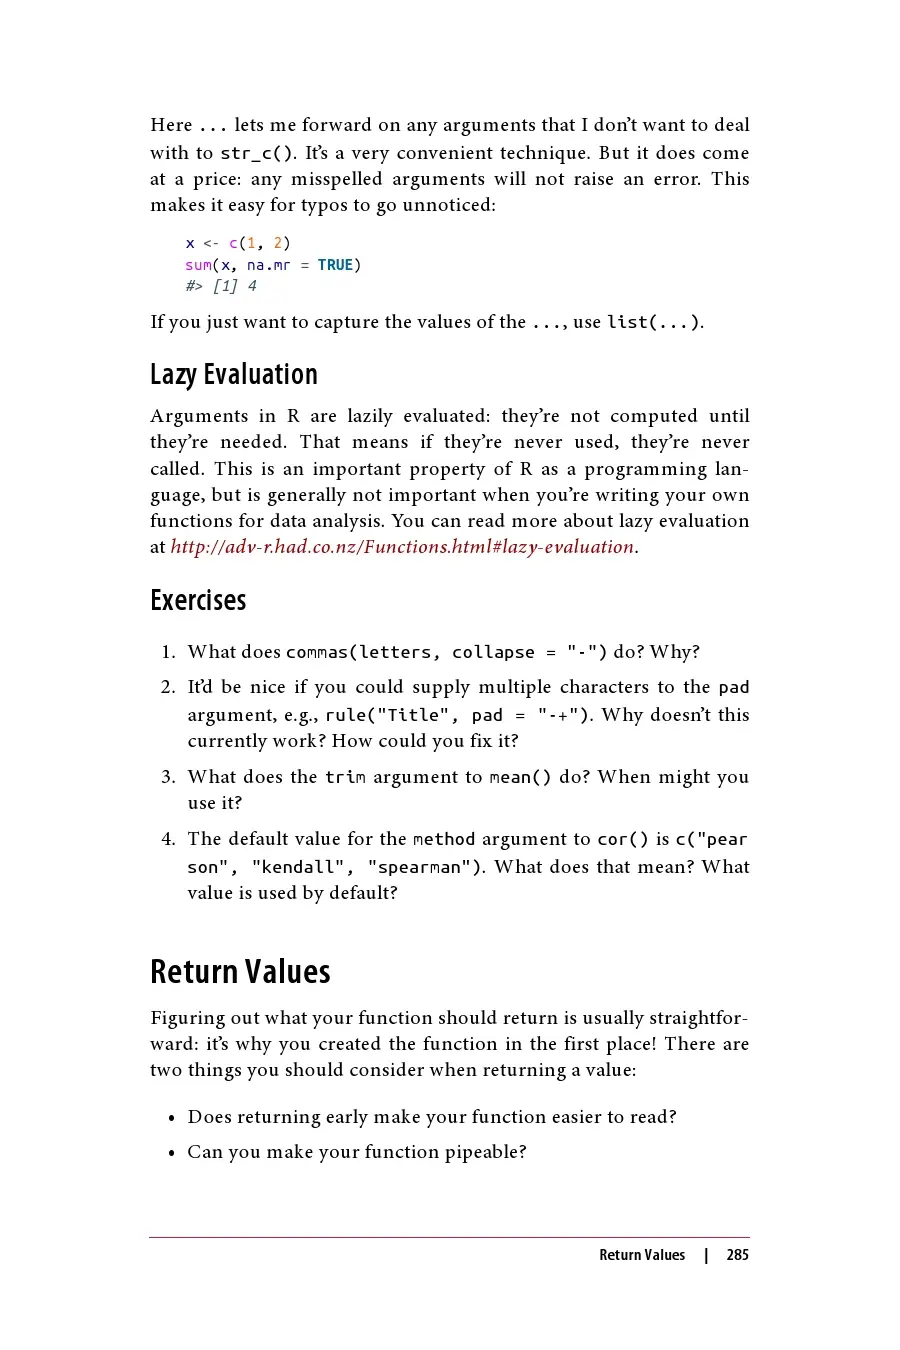 Here ... lets me forward on any arguments that I don't want to deal
with to str_c(). It's a very convenient technique. But it does come
at a price: any misspelled arguments will not raise an error. This
makes it easy for typos to go unnoticed:
x <- c(1, 2)
sum(x, na.mr = TRUE)
#> [1] 4
If you just want to capture the values of the ..., use list(...).
Lazy Evaluation
Arguments in R are lazily evaluated: they're not computed until
they're needed. That means if they're never used, they're never
called. This is an important property of R as a programming lan-
guage, but is generally not important when you're writing your own
functions for data analysis. You can read more about lazy evaluation
at http://adv-r.had.co.nz/Functions.html#lazy-evaluation.
Exercises
1. What does commas(letters, collapse = "-") do? Why?
2. It'd be nice if you could supply multiple characters to the pad
argument, e.g., rule("Title", pad = "-+"). Why doesn't this
currently work? How could you fix it?
3. What does the trim argument to mean() do? When might you
use it?
4. The default value for the method argument to cor() is c("pear
son", "kendall", "spearman"). What does that mean? What
value is used by default?
Return Values
Figuring out what your function should return is usually straightfor-
ward: it's why you created the function in the first place! There are
two things you should consider when returning a value:
• Does returning early make your function easier to read?
• Can you make your function pipeable?
Return Values | 285